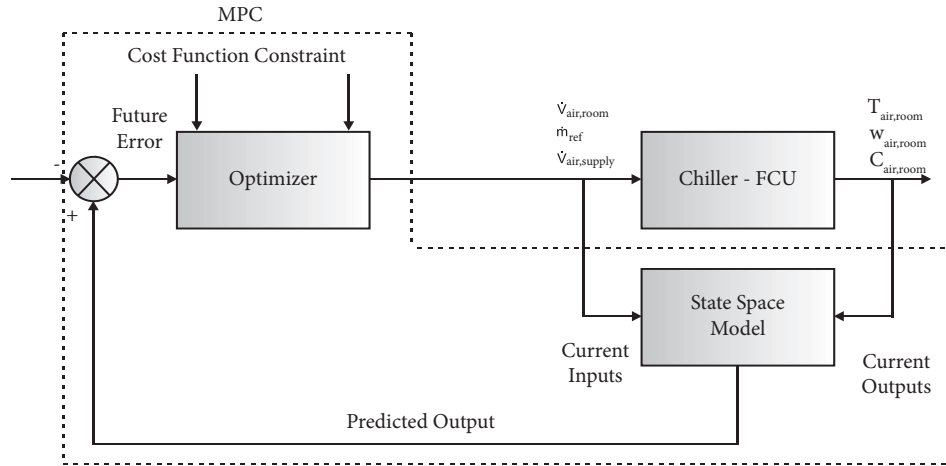 MPC
Cost Function Constraint
Future
Error
-
+
Optimizer
V̇air,room
ṁref
V̇air,supply
Chiller - FCU
Tair,room
wair,room
Cair,room
State Space
Model
Current
Inputs
Current
Outputs
Predicted Output